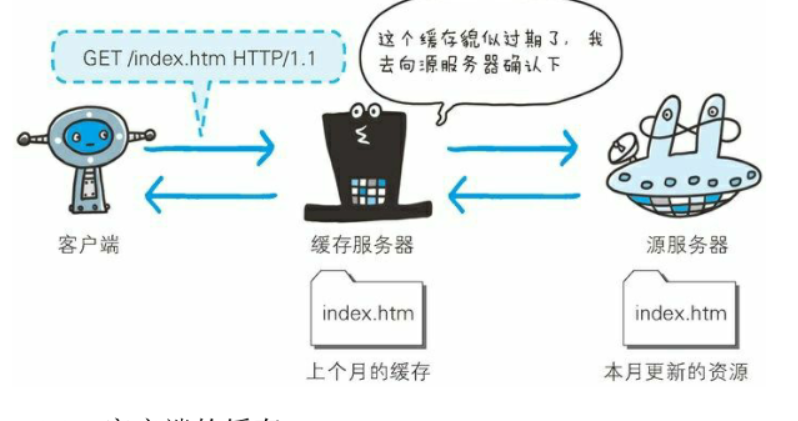 GET /index.htm HTTP/1.1
这个缓存貌似过期了，我
去向源服务器确认下
客户端
缓存服务器
源服务器
index.htm
index.htm
上个月的缓存
本月更新的资源